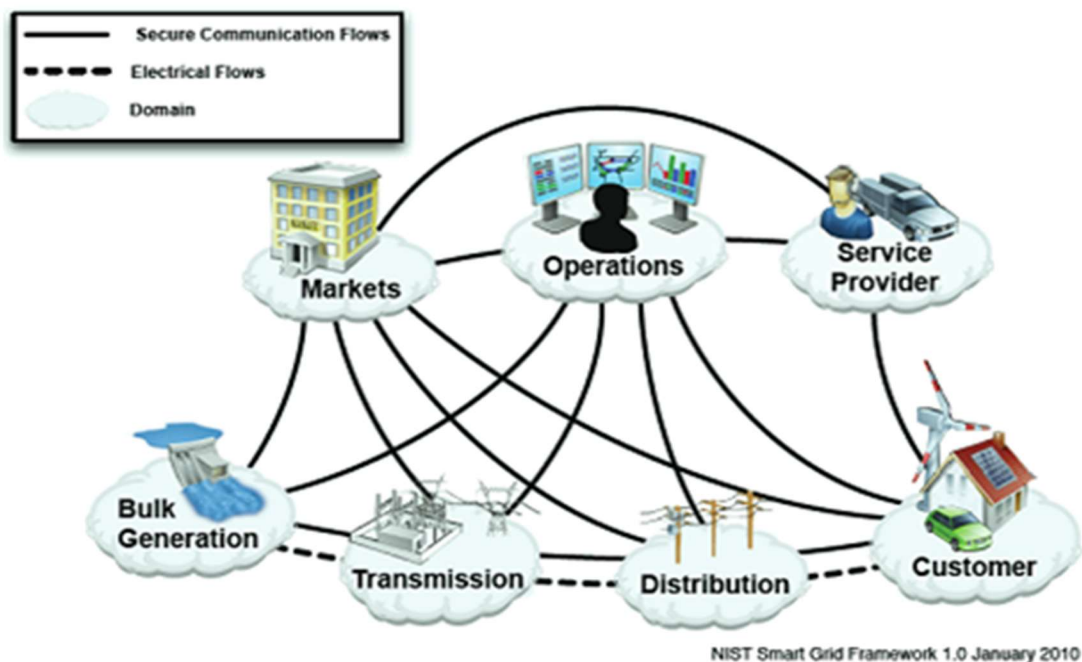 Secure Communication Flows
Electrical Flows
Domain
Markets
Operations
Service
Provider
Bulk
Generation
Transmission
Distribution
Customer
NIST Smart Grid Framework 1.0 January 2010